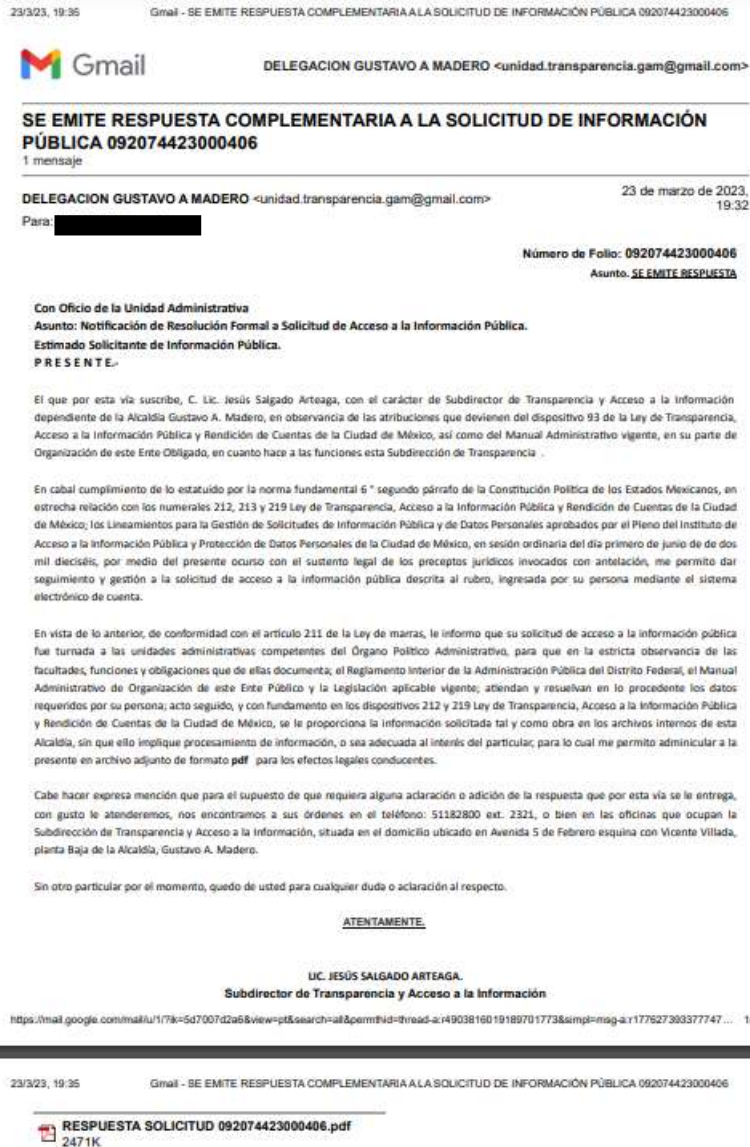 23/3/23, 19:35
Gmail - SE EMITE RESPUESTA COMPLEMENTARIA A LA SOLICITUD DE INFORMACIÓN PÚBLICA 092074423000406
Gmail
DELEGACION GUSTAVO A MADERO <unidad.transparencia.gam@gmail.com>
SE EMITE RESPUESTA COMPLEMENTARIA A LA SOLICITUD DE INFORMACIÓN
PÚBLICA 092074423000406
1 mensaje
DELEGACION GUSTAVO A MADERO <unidad.transparencia.gam@gmail.com>
23 de marzo de 2023,
19:32
Para:
Número de Folio: 092074423000406
Asunto. SE EMITE RESPUESTA
Con Oficio de la Unidad Administrativa
Asunto: Notificación de Resolución Formal a Solicitud de Acceso a la Información Pública.
Estimado Solicitante de Información Pública.
P R E S E N T E.-
El que por esta vía suscribe, C. Lic. Jesús Salgado Arteaga, con el carácter de Subdirector de Transparencia y Acceso a la Información
dependiente de la Alcaldía Gustavo A. Madero, en observancia de las atribuciones que devienen del dispositivo 93 de la Ley de Transparencia,
Acceso a la Información Pública y Rendición de Cuentas de la Ciudad de México, así como del Manual Administrativo vigente, en su parte de
Organización de este Ente Obligado, en cuanto hace a las funciones esta Subdirección de Transparencia .
En cabal cumplimiento de lo estatuido por la norma fundamental 6 ° segundo párrafo de la Constitución Política de los Estados Mexicanos, en
estrecha relación con los numerales 212, 213 y 219 Ley de Transparencia, Acceso a la Información Pública y Rendición de Cuentas de la Ciudad
de México; los Lineamientos para la Gestión de Solicitudes de Información Pública y de Datos Personales aprobados por el Pleno del Instituto de
Acceso a la Información Pública y Protección de Datos Personales de la Ciudad de México, en sesión ordinaria del día primero de junio de de dos
mil dieciséis, por medio del presente ocurso con el sustento legal de los preceptos jurídicos invocados con antelación, me permito dar
seguimiento y gestión a la solicitud de acceso a la información pública descrita al rubro, ingresada por su persona mediante el sistema
electrónico de cuenta.
En vista de lo anterior, de conformidad con el artículo 211 de la Ley de marras, le informo que su solicitud de acceso a la información pública
fue turnada a las unidades administrativas competentes del Órgano Político Administrativo, para que en la estricta observancia de las
facultades, funciones y obligaciones que de ellas documenta; el Reglamento Interior de la Administración Pública del Distrito Federal, el Manual
Administrativo de Organización de este Ente Público y la Legislación aplicable vigente; atiendan y resuelvan en lo procedente los datos
requeridos por su persona; acto seguido, y con fundamento en los dispositivos 212 y 219 Ley de Transparencia, Acceso a la Información Pública
y Rendición de Cuentas de la Ciudad de México, se le proporciona la información solicitada tal y como obra en los archivos internos de esta
Alcaldía, sin que ello implique procesamiento de información, o sea adecuada al interés del particular, para lo cual me permito adminicular a la
presente en archivo adjunto de formato pdf para los efectos legales conducentes.
Cabe hacer expresa mención que para el supuesto de que requiera alguna aclaración o adición de la respuesta que por esta vía se le entrega,
con gusto le atenderemos, nos encontramos a sus órdenes en el teléfono: 51182800 ext. 2321, o bien en las oficinas que ocupan la
Subdirección de Transparencia y Acceso a la Información, situada en el domicilio ubicado en Avenida 5 de Febrero esquina con Vicente Villada,
planta Baja de la Alcaldía, Gustavo A. Madero.
Sin otro particular por el momento, quedo de usted para cualquier duda o aclaración al respecto.
ATENTAMENTE.
LIC. JESÚS SALGADO ARTEAGA.
Subdirector de Transparencia y Acceso a la Información
https://mail.google.com/mail/u/1/?ik=5d7007d2a6&view=pt&search=all&permthid=thread-a:r4903816019189701773&simpl=msg-a:r177627393377747... 1
23/3/23, 19:35
Gmail - SE EMITE RESPUESTA COMPLEMENTARIA A LA SOLICITUD DE INFORMACIÓN PÚBLICA 092074423000406
RESPUESTA SOLICITUD 092074423000406.pdf
2471K